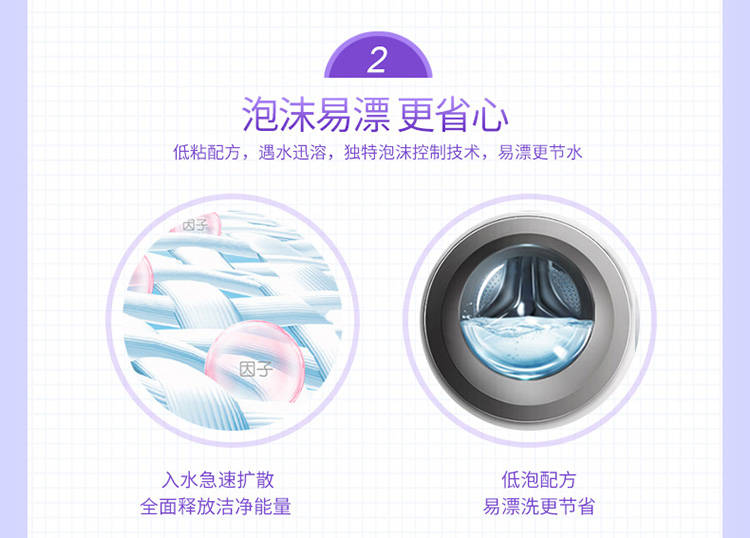 2
泡沫易漂 更省心
低粘配方，遇水迅溶，独特泡沫控制技术，易漂更节水
因子
因子
入水急速扩散
全面释放洁净能量
低泡配方
易漂洗更节省